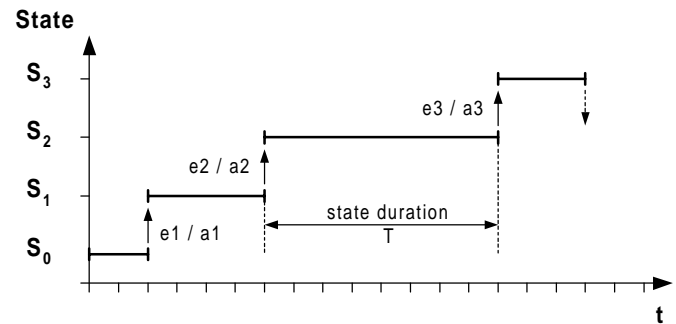 State
S3
e3 / a3
S2
e2 / a2
S1
state duration
T
e1 / a1
S0
t